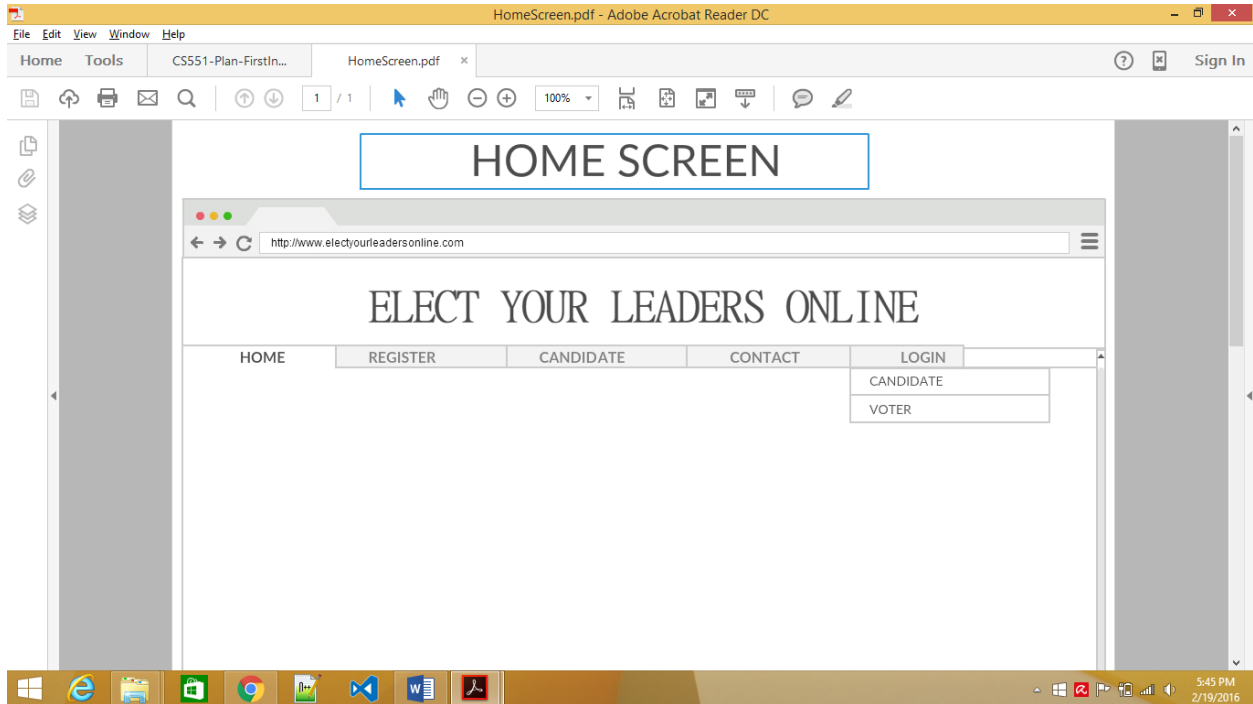 HomeScreen.pdf - Adobe Acrobat Reader DC
File Edit View Window Help
Home Tools CS551-Plan-FirstIn... HomeScreen.pdf × Sign In
1 / 1 100%
HOME SCREEN
http://www.electyourleadersonline.com
ELECT YOUR LEADERS ONLINE
HOME REGISTER CANDIDATE CONTACT LOGIN
CANDIDATE
VOTER
5:45 PM
2/19/2016